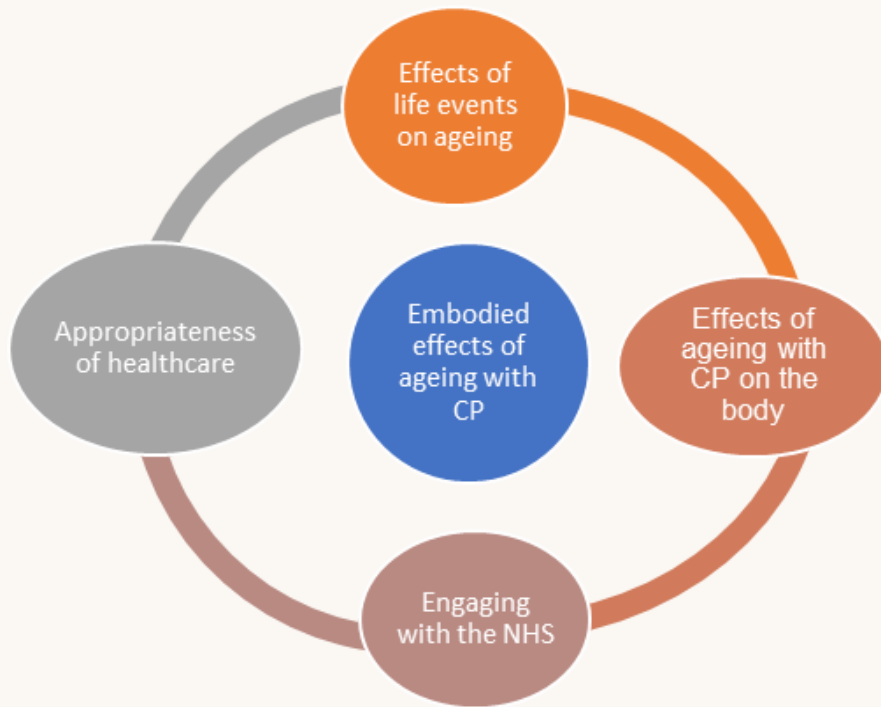 Effects of
life events
on ageing
Appropriateness
of healthcare
Embodied
effects of
ageing with
CP
Effects of
ageing with
CP on the
body
Engaging
with the NHS